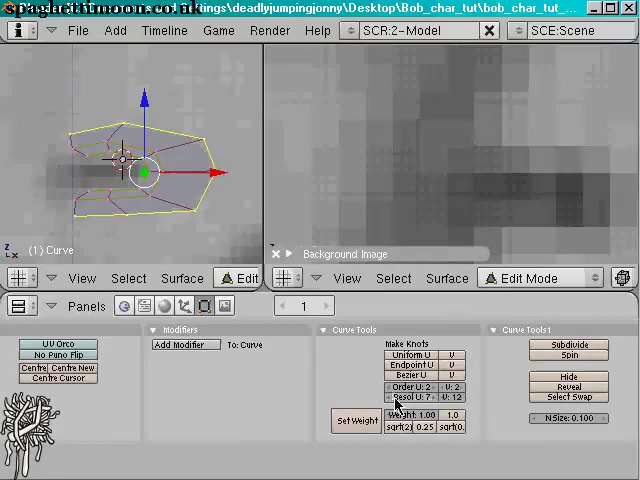 spaghettimoon.co.uk
ettings\deadlyjumpingjonny\Desktop\Bob_char_tut\bob_char_tut_...
File Add Timeline Game Render Help SCR:2-Model SCE:Scene
(1) Curve
Background Image
View Select Surface Edit
View Select Surface Edit Mode
Panels 1
UV Orco
No Puno Flip
Centre Centre New
Centre Cursor
Modifiers
Add Modifier To: Curve
Curve Tools
Make Knots
Uniform U V
Endpoint U V
Bezier U V
Order U: 2 V: 2
Resol U: 7 V: 12
Set Weight
Weight: 1.00 1.0
sqrt(2) 0.25 sqrt(0.
Curve Tools1
Subdivide
Spin
Hide
Reveal
Select Swap
NSize: 0.100